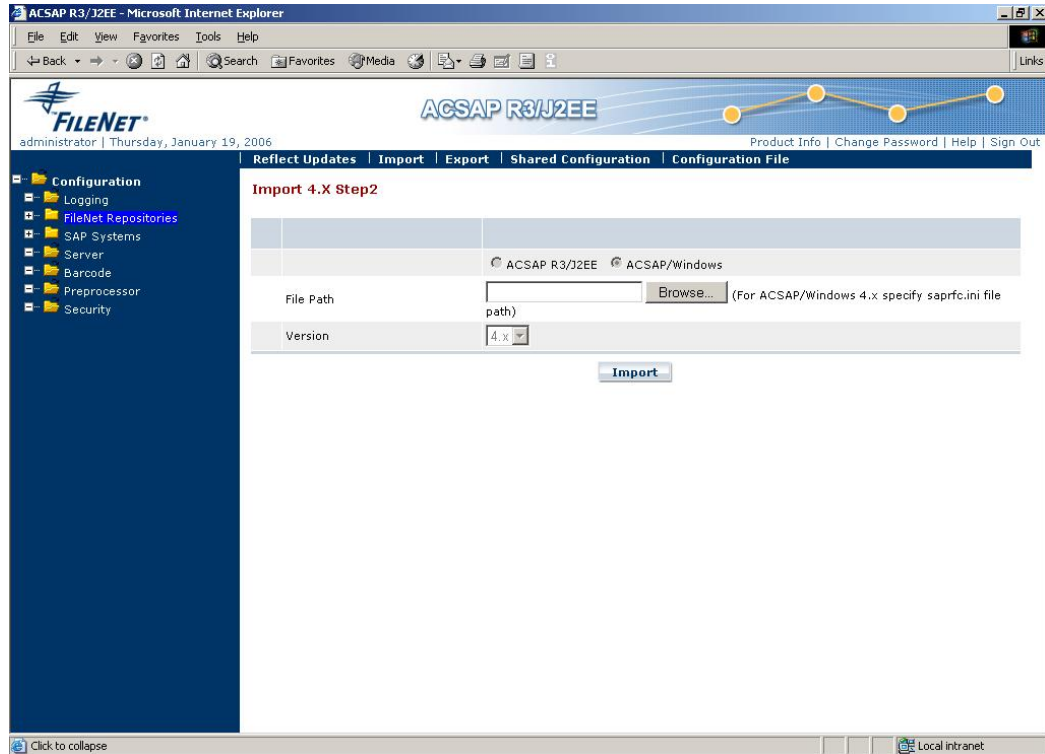 ACSAP R3/J2EE - Microsoft Internet Explorer
File Edit View Favorites Tools Help
Back Search Favorites Media Links
FILENET®
ACSAP R3/J2EE
administrator | Thursday, January 19, 2006
Product Info | Change Password | Help | Sign Out
| Reflect Updates | Import | Export | Shared Configuration | Configuration File
Configuration
Logging
FileNet Repositories
SAP Systems
Server
Barcode
Preprocessor
Security
Import 4.X Step2
ACSAP R3/J2EE ACSAP/Windows
File Path Browse... (For ACSAP/Windows 4.x specify saprfc.ini file
path)
Version 4.x
Import
Click to collapse Local intranet